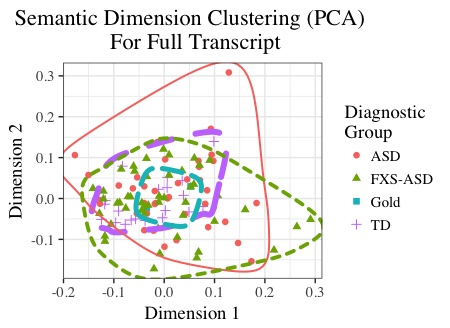 Semantic Dimension Clustering (PCA)
For Full Transcript
0.3
0.2
0.1
0.0
-0.1
Dimension 2
-0.2 -0.1 0.0 0.1 0.2 0.3
Dimension 1
Diagnostic
Group
ASD
FXS-ASD
Gold
TD